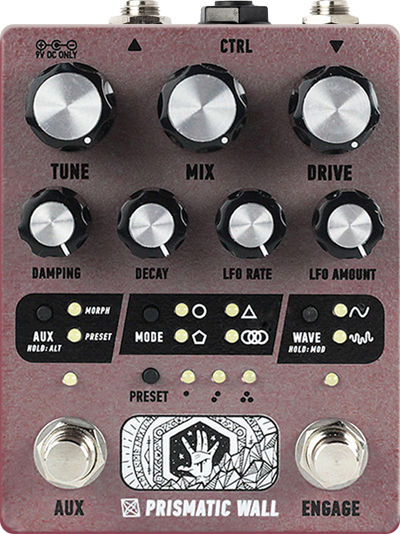 CTRL
9V DC ONLY
TUNE MIX DRIVE
DAMPING DECAY LFO RATE LFO AMOUNT
MORPH
AUX PRESET MODE WAVE
HOLD: ALT HOLD: MOD
PRESET
AUX PRISMATIC WALL ENGAGE